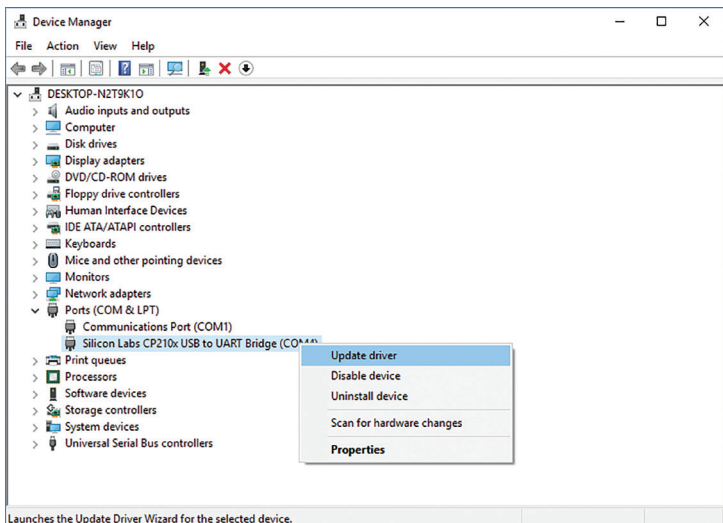 Device Manager
File Action View Help
DESKTOP-N2T9K1O
Audio inputs and outputs
Computer
Disk drives
Display adapters
DVD/CD-ROM drives
Floppy drive controllers
Human Interface Devices
IDE ATA/ATAPI controllers
Keyboards
Mice and other pointing devices
Monitors
Network adapters
Ports (COM & LPT)
Communications Port (COM1)
Silicon Labs CP210x USB to UART Bridge (COM4)
Update driver
Disable device
Uninstall device
Scan for hardware changes
Properties
Print queues
Processors
Software devices
Storage controllers
System devices
Universal Serial Bus controllers
Launches the Update Driver Wizard for the selected device.